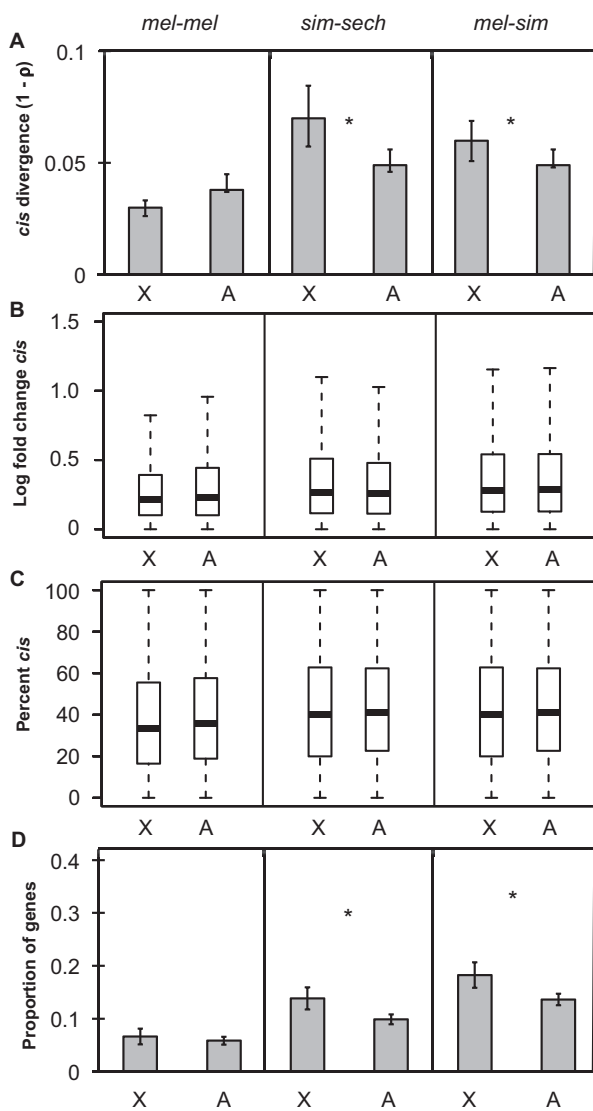 mel-mel sim-sech mel-sim
A
cis divergence (1 - ρ)
0.1
0.05
0
* *
X A X A X A
B
Log fold change cis
1.5
1.0
0.5
0
X A X A X A
C
Percent cis
100
80
60
40
20
0
X A X A X A
D
Proportion of genes
0.4
0.3
0.2
0.1
0
* *
X A X A X A